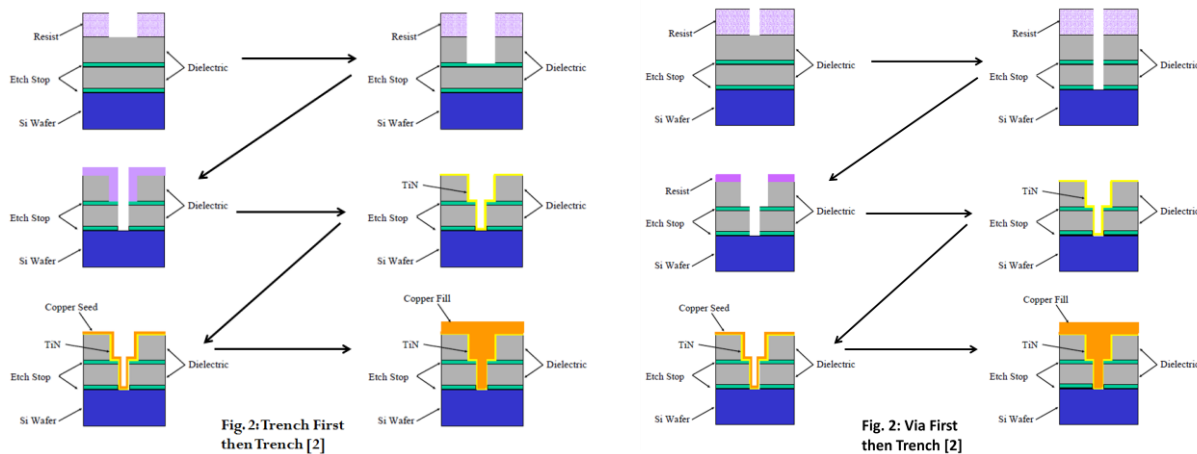 Resist
Etch Stop
Si Wafer
Dielectric
Etch Stop
Si Wafer
Dielectric
Etch Stop
Si Wafer
Dielectric
TiN
Etch Stop
Si Wafer
Dielectric
Copper Seed
TiN
Etch Stop
Si Wafer
Dielectric
Copper Fill
TiN
Etch Stop
Si Wafer
Dielectric
Fig. 2: Trench First
then Trench [2]
Resist
Etch Stop
Si Wafer
Dielectric
Resist
Etch Stop
Si Wafer
Dielectric
Resist
Etch Stop
Si Wafer
Dielectric
TiN
Etch Stop
Si Wafer
Dielectric
Copper Seed
TiN
Etch Stop
Si Wafer
Dielectric
Copper Fill
TiN
Etch Stop
Si Wafer
Dielectric
Fig. 2: Via First
then Trench [2]